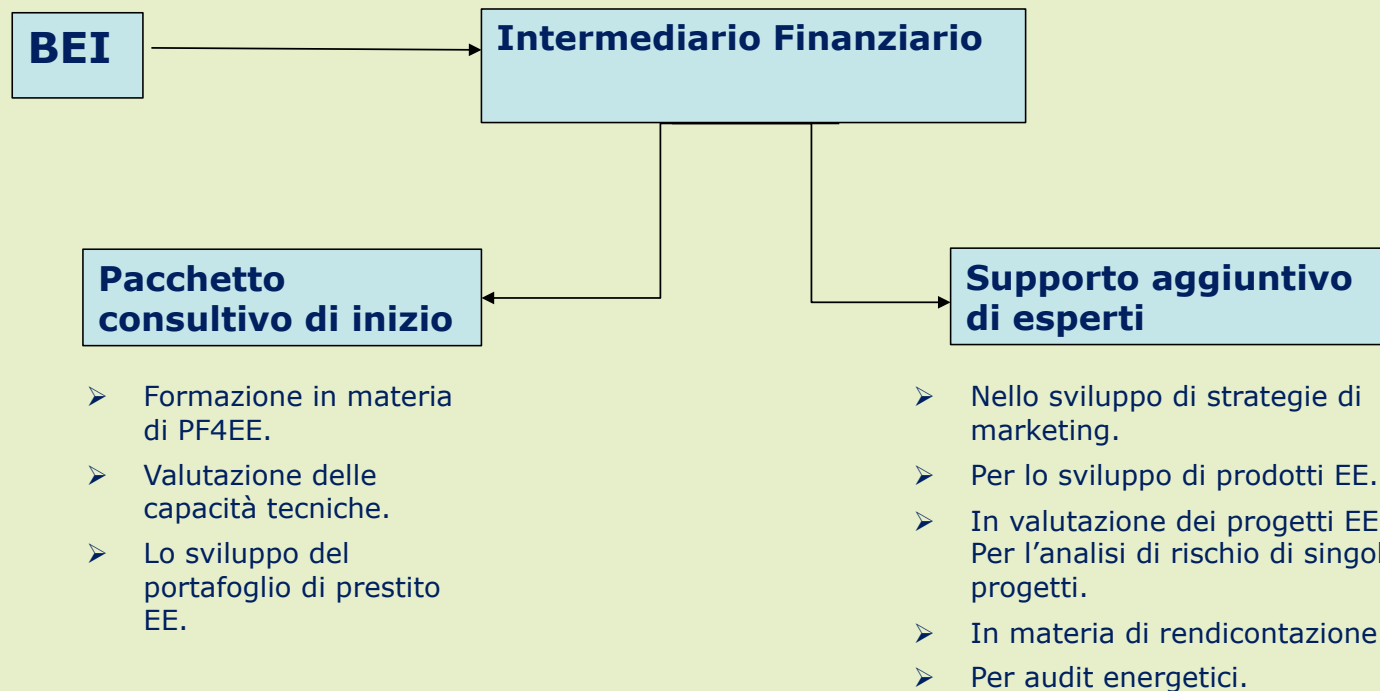 BEI
Intermediario Finanziario
Pacchetto
consultivo di inizio
➢ Formazione in materia
di PF4EE.
➢ Valutazione delle
capacità tecniche.
➢ Lo sviluppo del
portafoglio di prestito
EE.
Supporto aggiuntivo
di esperti
➢ Nello sviluppo di strategie di
marketing.
➢ Per lo sviluppo di prodotti EE.
➢ In valutazione dei progetti EE
Per l’analisi di rischio di
progetti.
➢ In materia di rendicontazione
➢ Per audit energetici.